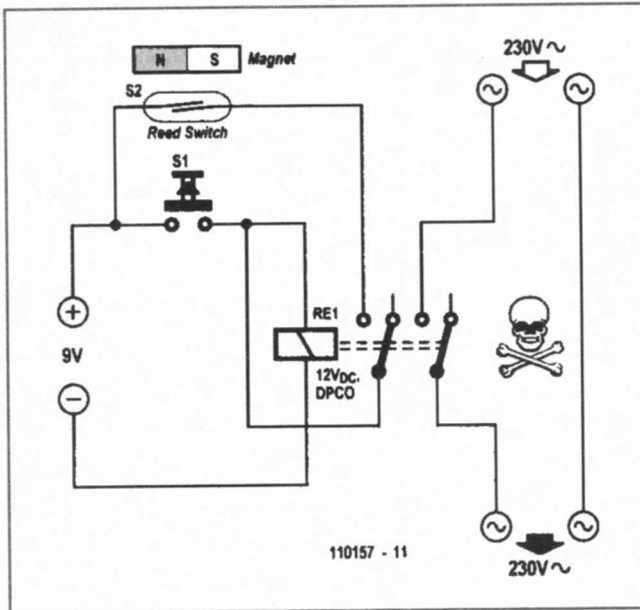 230V ~
N S Magnet
S2
Reed Switch
S1
+
RE1
9V
12VDC,
DPCO
−
110157 - 11
230V ~